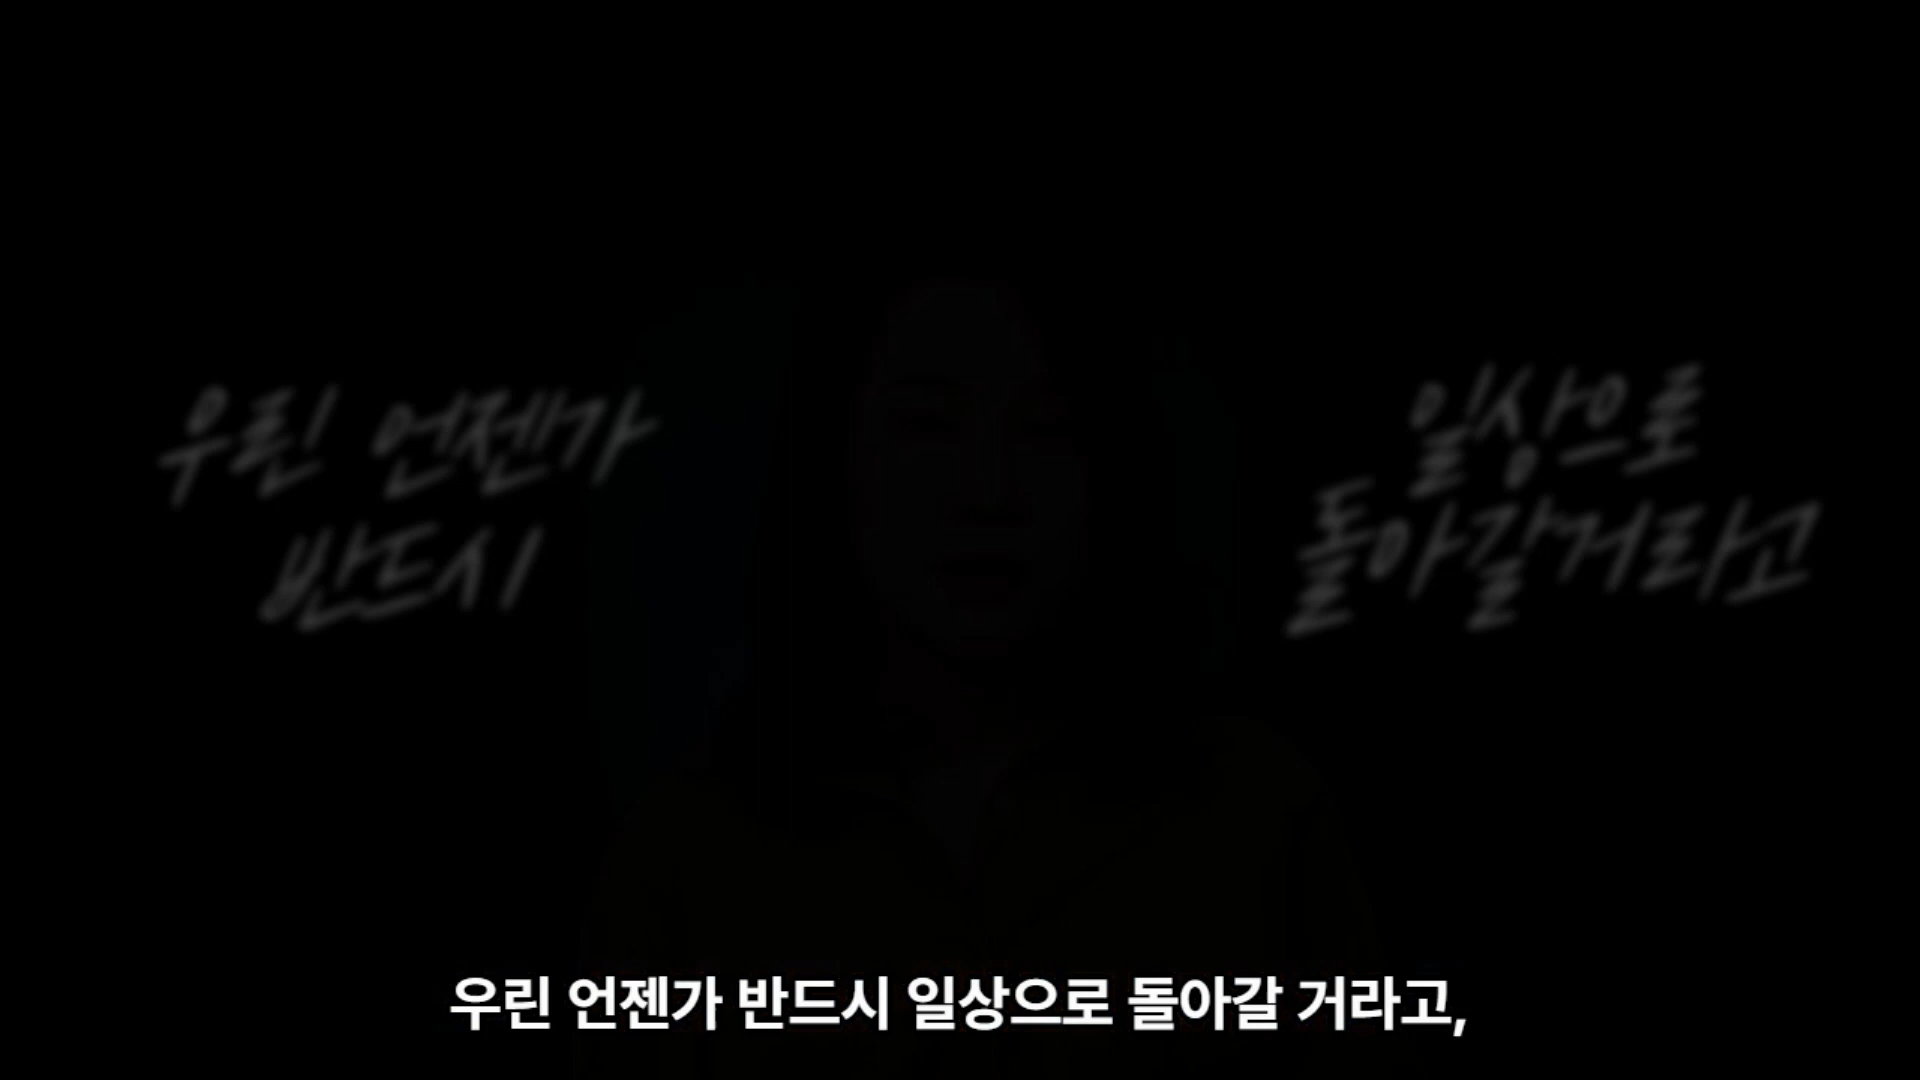 우린 언젠가
반드시
일상으로
돌아갈거라고
우린 언젠가 반드시 일상으로 돌아갈 거라고,